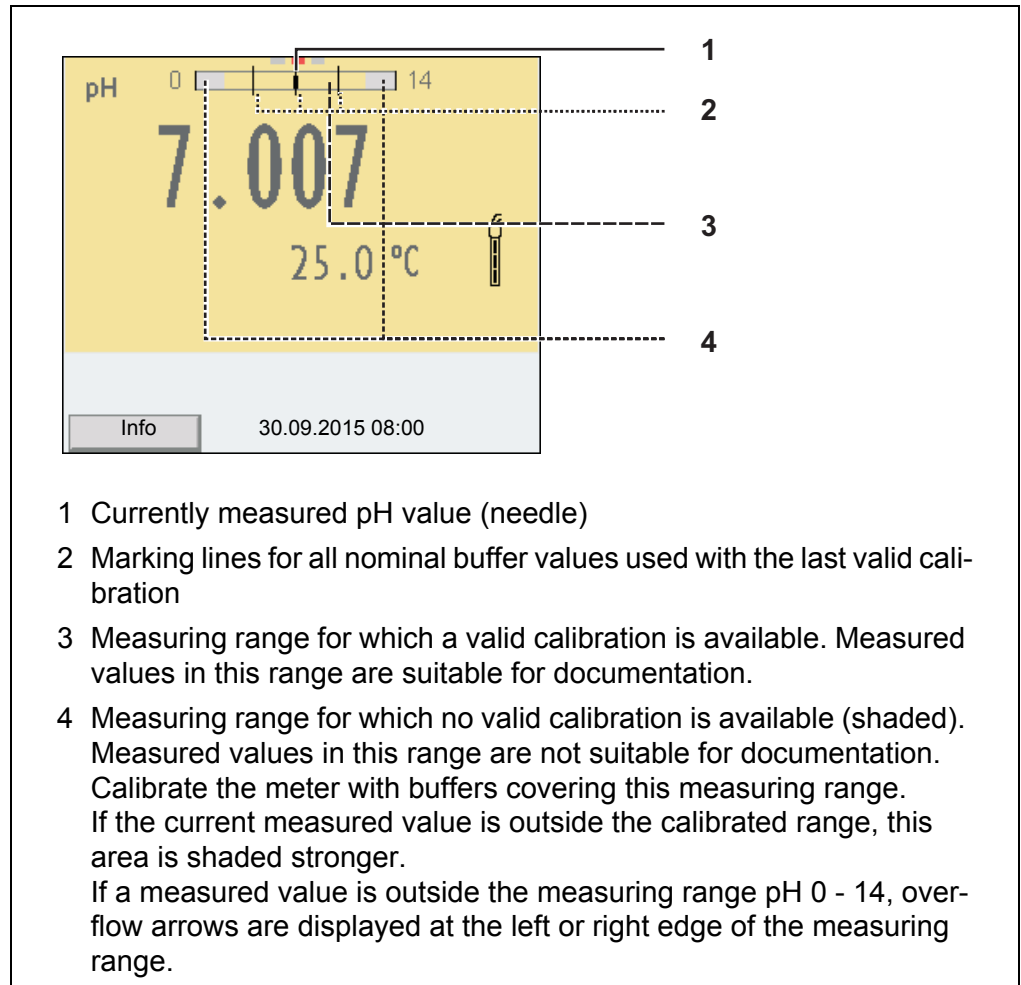 1
pH 0 14
2
7.007
3
25.0 °C
4
Info 30.09.2015 08:00
1 Currently measured pH value (needle)
2 Marking lines for all nominal buffer values used with the last valid cali-
bration
3 Measuring range for which a valid calibration is available. Measured
values in this range are suitable for documentation.
4 Measuring range for which no valid calibration is available (shaded).
Measured values in this range are not suitable for documentation.
Calibrate the meter with buffers covering this measuring range.
If the current measured value is outside the calibrated range, this
area is shaded stronger.
If a measured value is outside the measuring range pH 0 - 14, over-
flow arrows are displayed at the left or right edge of the measuring
range.